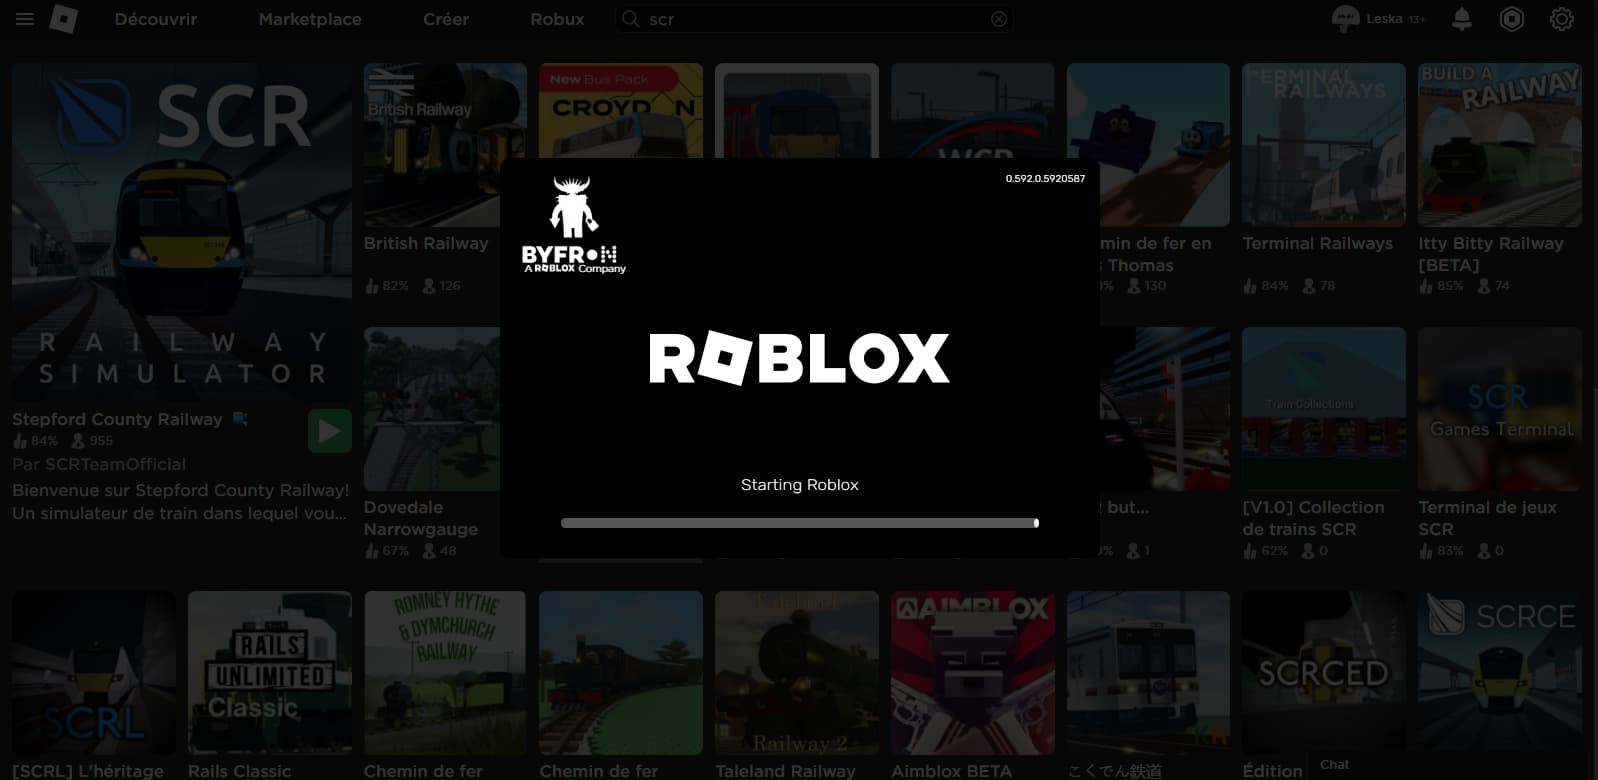 Découvrir
Marketplace
Créer
Robux
scr
Leska 13+
SCR
RAILWAY
SIMULATOR
Stepford County Railway
84% 955
Par SCRTeamOfficial
Bienvenue sur Stepford County Railway!
Un simulateur de train dans lequel vou...
British Railway
British Railway
82% 126
New Bus Pack
CROYDON
WCR
min de fer en
s Thomas
130
TERMINAL
RAILWAYS
Terminal Railways
84% 78
BUILD A
RAILWAY
Itty Bitty Railway
[BETA]
85% 74
0.592.0.5920587
BYFRON
A ROBLOX Company
ROBLOX
Starting Roblox
Dovedale
Narrowgauge
67% 48
but...
1
Train Collections
[V1.0] Collection
de trains SCR
62% 0
SCR
Games Terminal
Terminal de jeux
SCR
83% 0
SCRL
[SCRL] L'héritage
RAILS
UNLIMITED
Classic
Rails Classic
ROMNEY HYTHE
& DYMCHURCH
RAILWAY
Chemin de fer
Chemin de fer
Railway 2
Taleland Railway
AIMBLOX
Aimblox BETA
こくでん鉄道
SCRCED
Édition
SCRCE
Chat